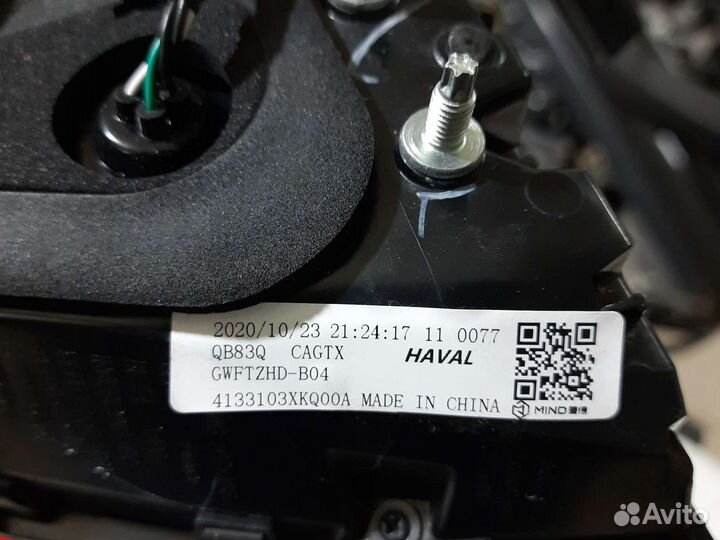 2020/10/23 21:24:17 11 0077
QB83Q CAGTX HAVAL
GWFTZHD-B04
4133103XKQ00A MADE IN CHINA MIND
Avito